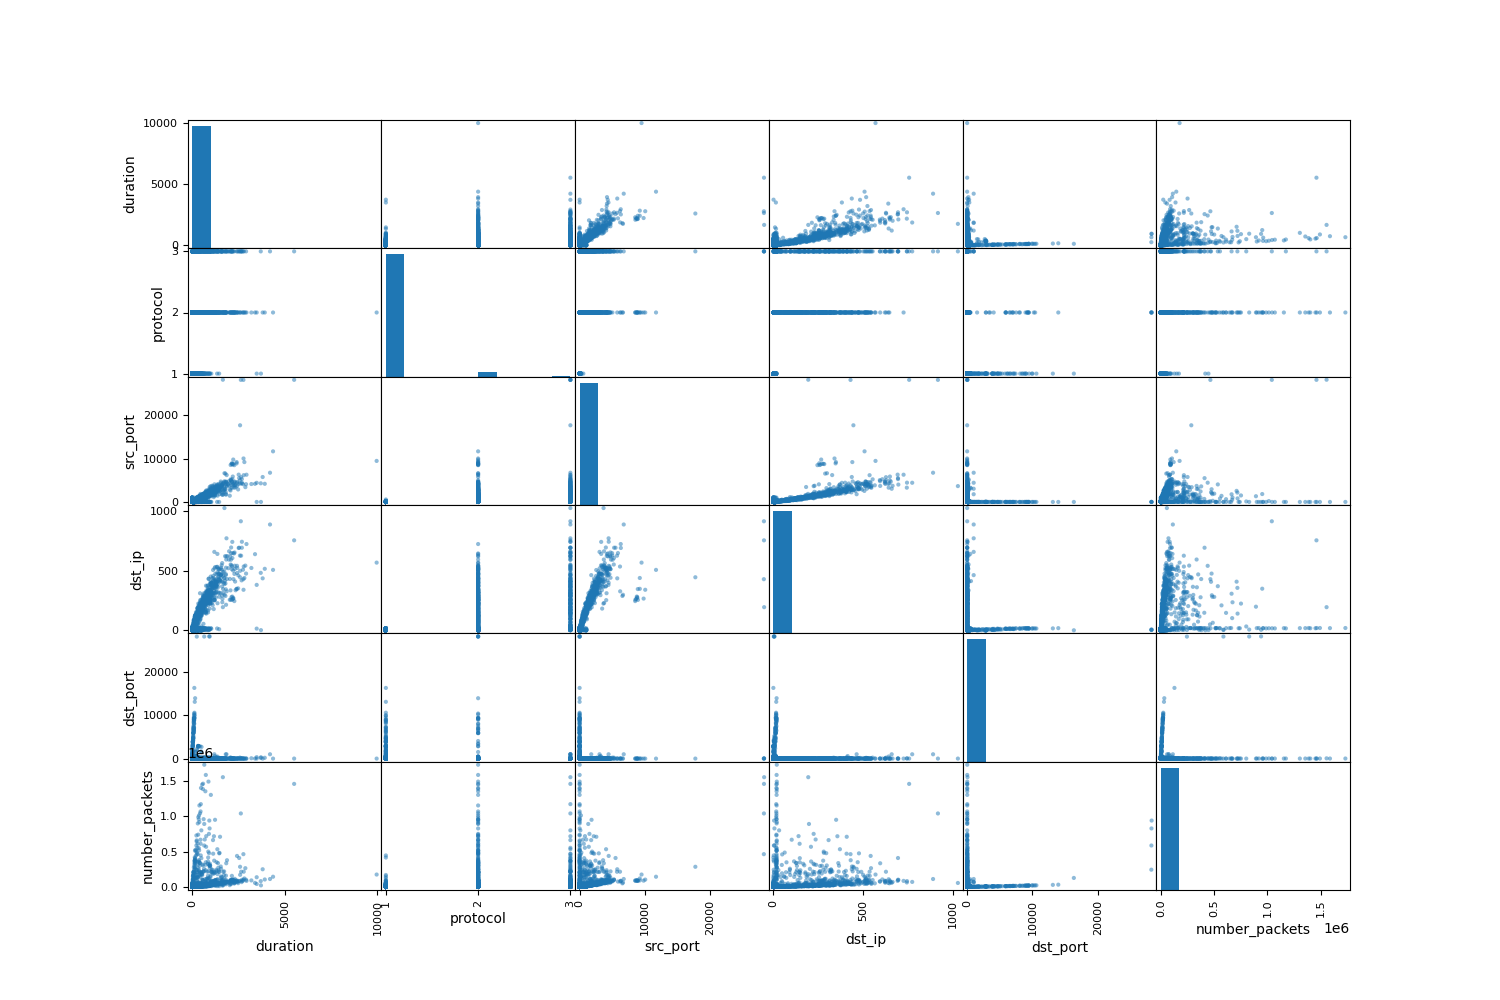 10000
5000
0
duration
3
2
1
protocol
20000
10000
0
src_port
1000
500
0
dst_ip
20000
10000
0
dst_port
1e6
1.5
1.0
0.5
0.0
number_packets
0 50000 100000 1 2 3 0 10000 20000 0 500 1000 0 10000 20000 0.0 0.5 1.0 1.5
1e6
duration protocol src_port dst_ip dst_port number_packets